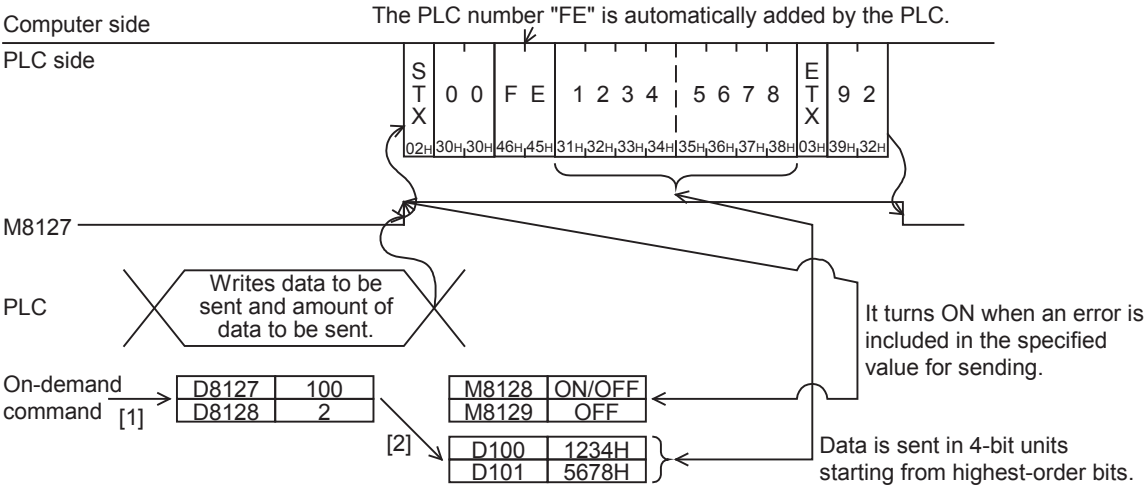 The PLC number "FE" is automatically added by the PLC.
Computer side
PLC side
STX 0 0 F E 1 2 3 4 5 6 7 8 ETX 9 2
02H 30H 30H 46H 45H 31H 32H 33H 34H 35H 36H 37H 38H 03H 39H 32H
M8127
PLC
Writes data to be
sent and amount of
data to be sent.
It turns ON when an error is
included in the specified
value for sending.
On-demand
command
[1]
D8127 100
D8128 2
M8128 ON/OFF
M8129 OFF
[2]
D100 1234H
D101 5678H
Data is sent in 4-bit units
starting from highest-order bits.